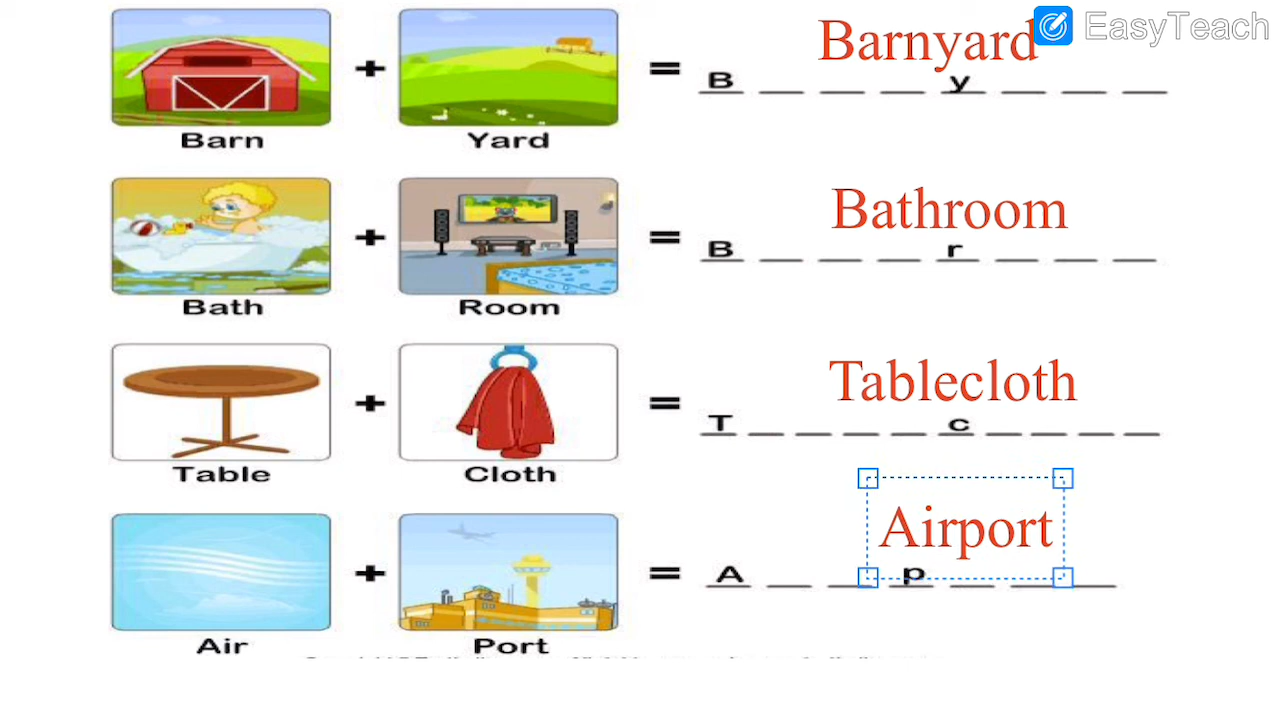 EasyTeach
Barnyard
+ = B _ _ _ y _ _ _
Barn Yard
Bathroom
+ = B _ _ _ r _ _ _
Bath Room
Tablecloth
+ = T _ _ _ _ c _ _ _ _
Table Cloth
Airport
+ = A _ _ p _ _ _
Air Port